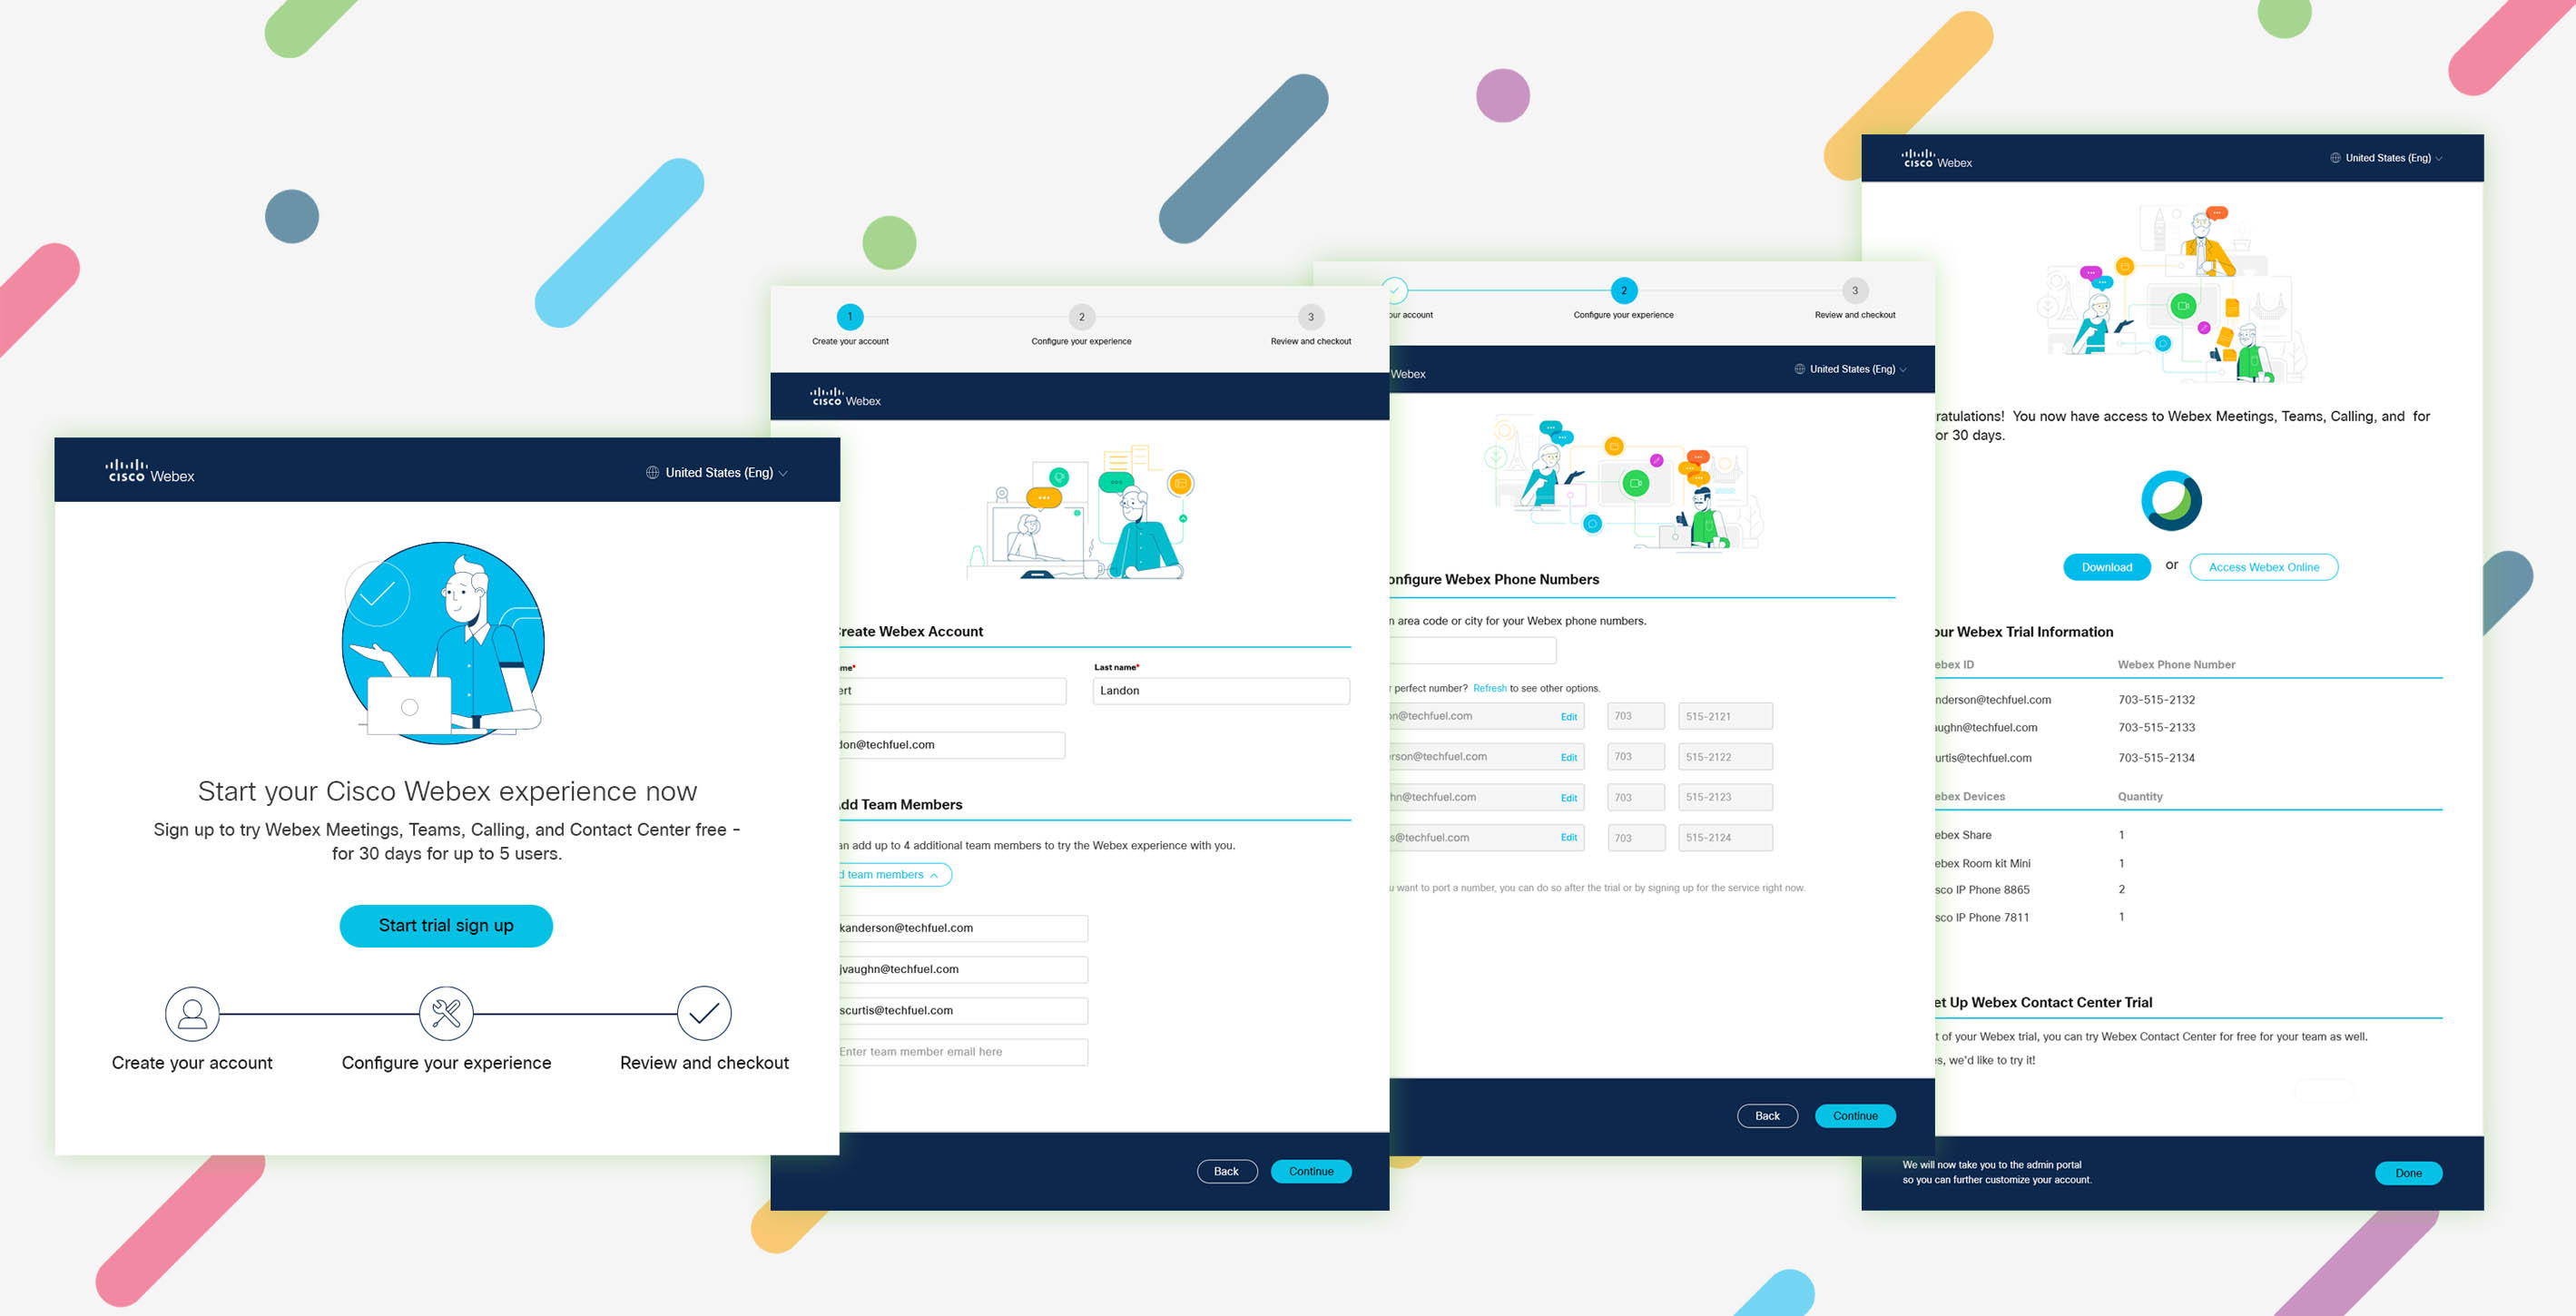 cisco Webex
United States (Eng)
Start your Cisco Webex experience now
Sign up to try Webex Meetings, Teams, Calling, and Contact Center free -
for 30 days for up to 5 users.
Start trial sign up
Create your account
Configure your experience
Review and checkout
1
2
3
Create your account
Configure your experience
Review and checkout
cisco Webex
reate Webex Account
me*
Last name*
ert
Landon
don@techfuel.com
dd Team Members
an add up to 4 additional team members to try the Webex experience with you.
d team members
kanderson@techfuel.com
jvaughn@techfuel.com
scurtis@techfuel.com
Enter team member email here
Back
Continue
2
3
our account
Configure your experience
Review and checkout
Webex
United States (Eng)
onfigure Webex Phone Numbers
n area code or city for your Webex phone numbers.
r perfect number? Refresh to see other options.
on@techfuel.com Edit 703 515-2121
rson@techfuel.com Edit 703 515-2122
hn@techfuel.com Edit 703 515-2123
s@techfuel.com Edit 703 515-2124
u want to port a number, you can do so after the trial or by signing up for the service right now.
Back
Continue
cisco Webex
United States (Eng)
ratulations! You now have access to Webex Meetings, Teams, Calling, and for
or 30 days.
Download or Access Webex Online
our Webex Trial Information
ebex ID Webex Phone Number
nderson@techfuel.com 703-515-2132
aughn@techfuel.com 703-515-2133
urtis@techfuel.com 703-515-2134
ebex Devices Quantity
ebex Share 1
ebex Room kit Mini 1
sco IP Phone 8865 2
sco IP Phone 7811 1
et Up Webex Contact Center Trial
t of your Webex trial, you can try Webex Contact Center for free for your team as well.
es, we'd like to try it!
We will now take you to the admin portal
so you can further customize your account.
Done